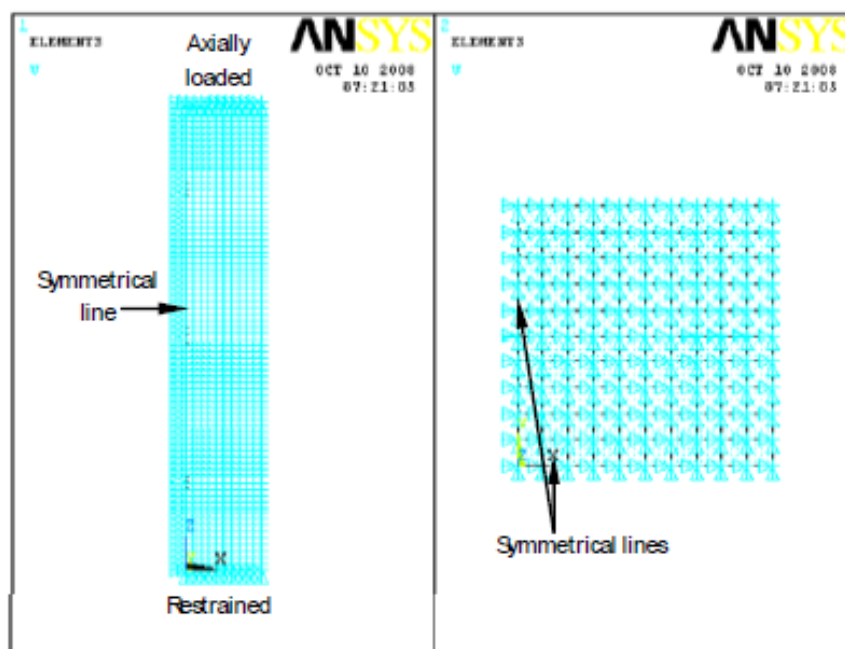 1
ELEMENTS
U
Axially
loaded
ANSYS
OCT 10 2008
07:21:03
Symmetrical
line
Z
Y
X
Restrained
2
ELEMENTS
U
ANSYS
OCT 10 2008
07:21:03
Y
Z
X
Symmetrical lines